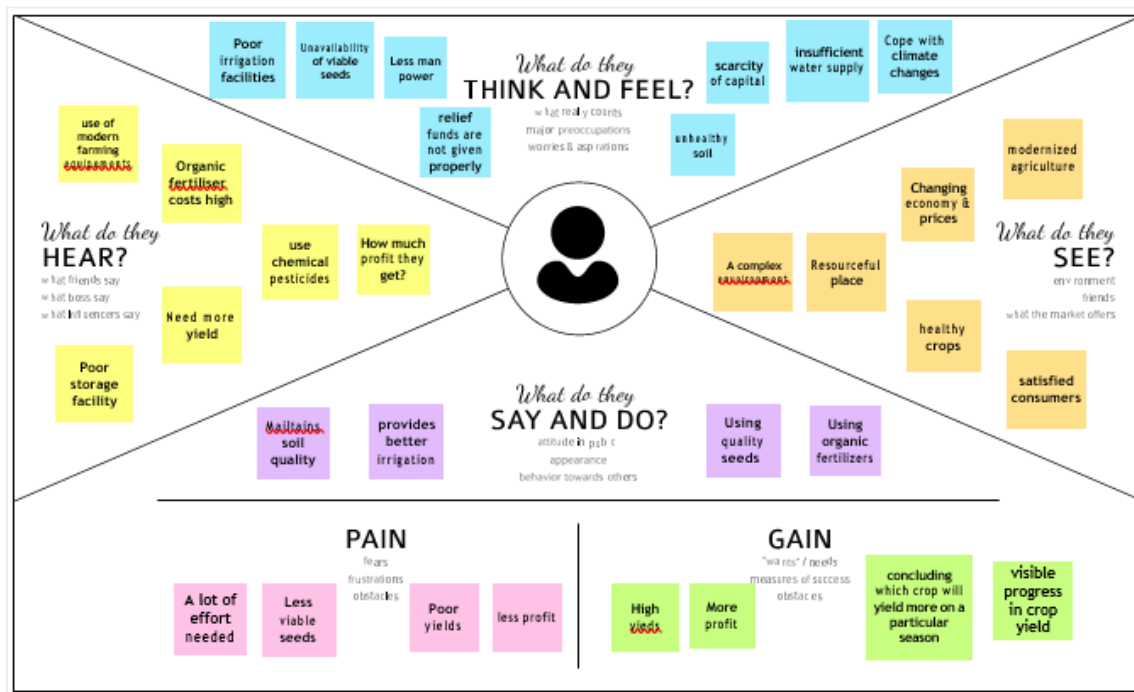 Poor
irrigation
facilities
Unavailability
of viable
seeds
Less man
power
relief
funds are
not given
properly
What do they
THINK AND FEEL?
what really counts
major preoccupations
worries & aspirations
scarcity
of capital
insufficient
water supply
Cope with
climate
changes
unhealthy
soil
use of
modern
farming
equipements
Organic
fertiliser
costs high
What do they
HEAR?
what friends say
what boss say
what influencers say
use
chemical
pesticides
How much
profit they
get?
Need more
yield
Poor
storage
facility
modernized
agriculture
Changing
economy &
prices
What do they
SEE?
environment
friends
what the market offers
A complex
Resourceful
place
healthy
crops
satisfied
consumers
What do they
SAY AND DO?
attitude in public
appearance
behavior towards others
Maitains
soil
quality
provides
better
irrigation
Using
quality
seeds
Using
organic
fertilizers
PAIN
fears
frustrations
obstacles
A lot of
effort
needed
Less
viable
seeds
Poor
yields
less profit
GAIN
"wants" / needs
measures of success
obstacles
High
yieds
More
profit
concluding
which crop will
yield more on a
particular
season
visible
progress
in crop
yield